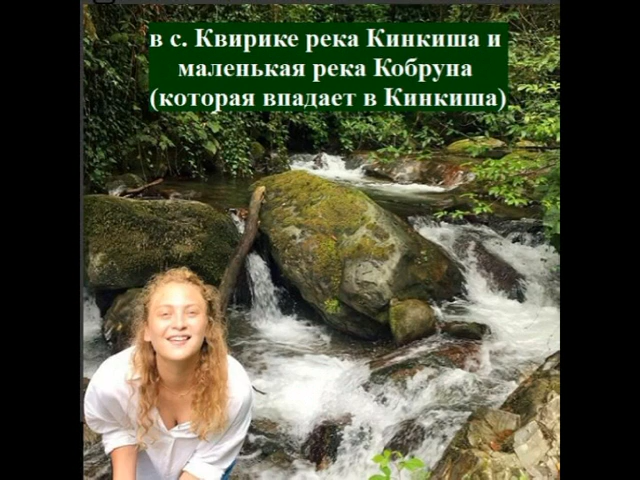 в с. Квирике река Кинкиша и
маленькая река Кобруна
(которая впадает в Кинкиша)